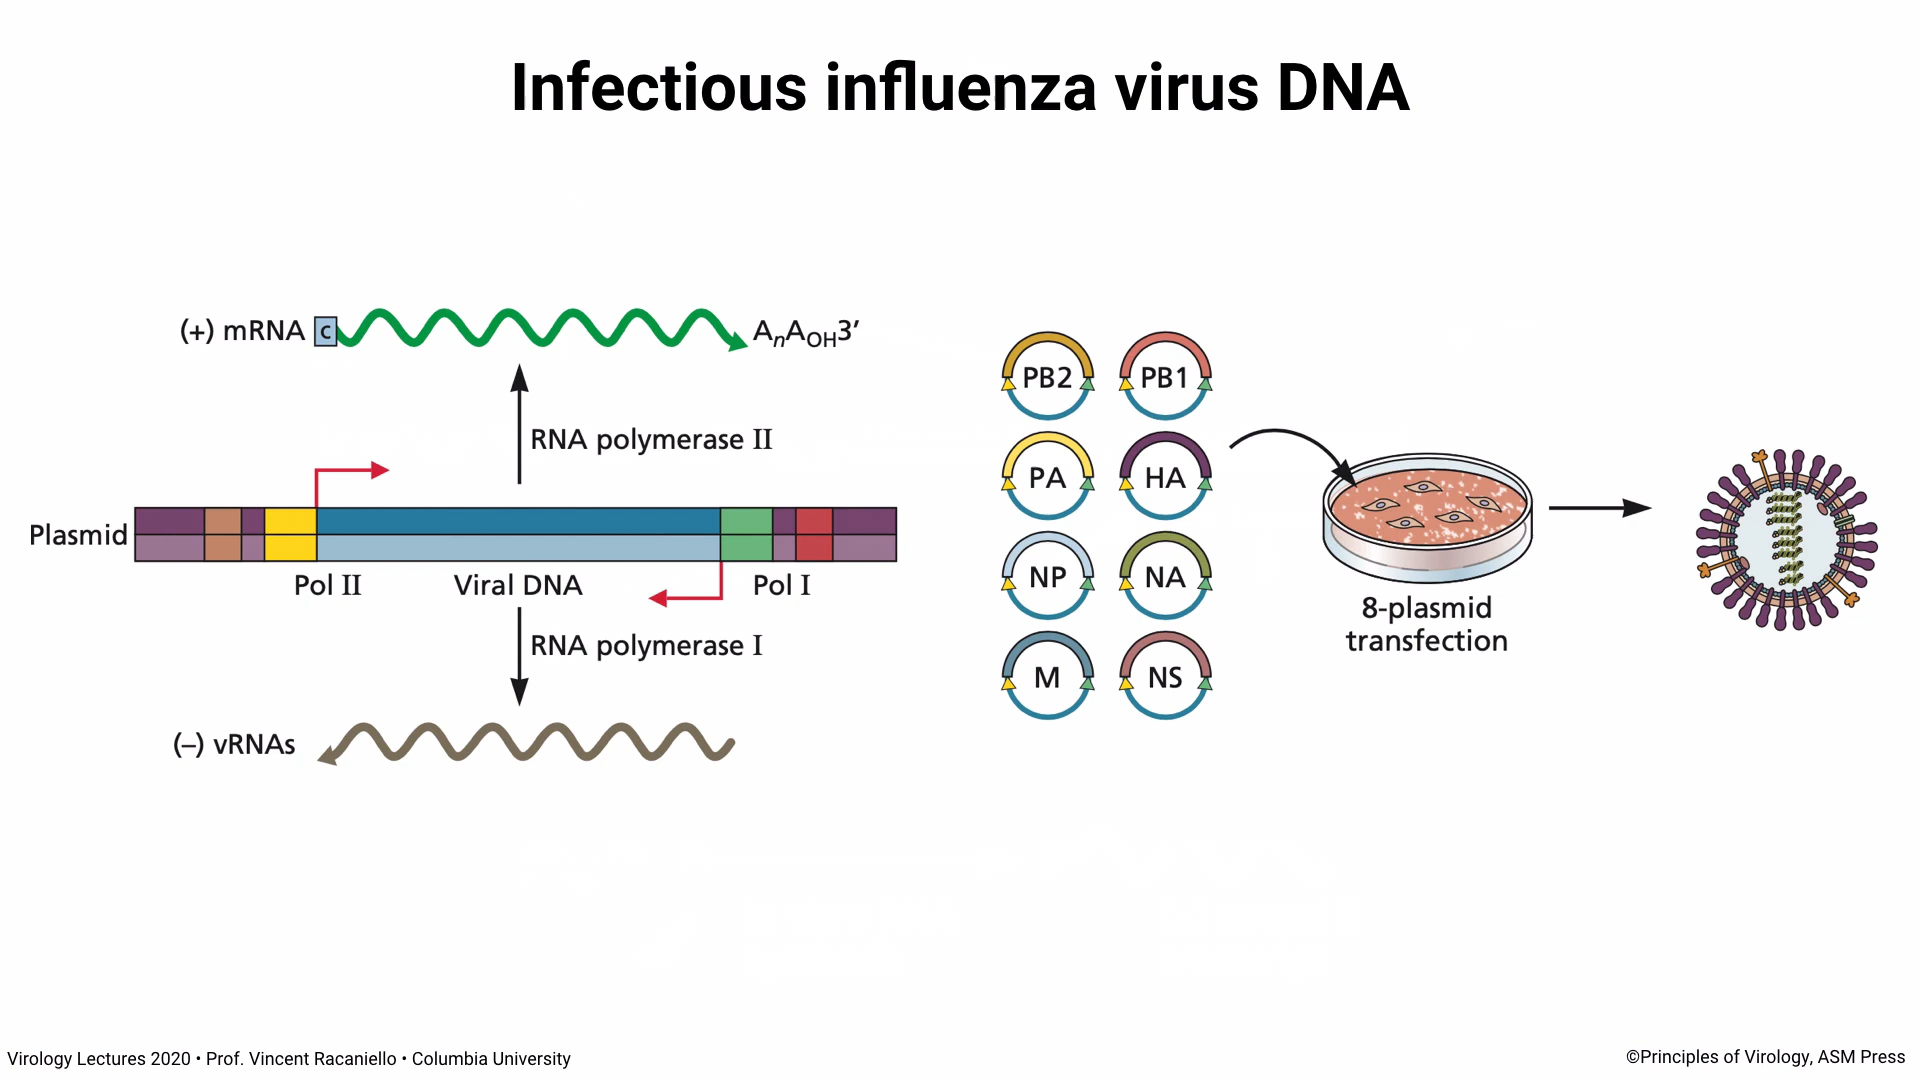 Infectious influenza virus DNA
(+) mRNA c AnAOH3′
RNA polymerase II
Plasmid
Pol II Viral DNA Pol I
RNA polymerase I
(–) vRNAs
PB2 PB1
PA HA
NP NA
M NS
8-plasmid
transfection
Virology Lectures 2020 • Prof. Vincent Racaniello • Columbia University
©Principles of Virology, ASM Press